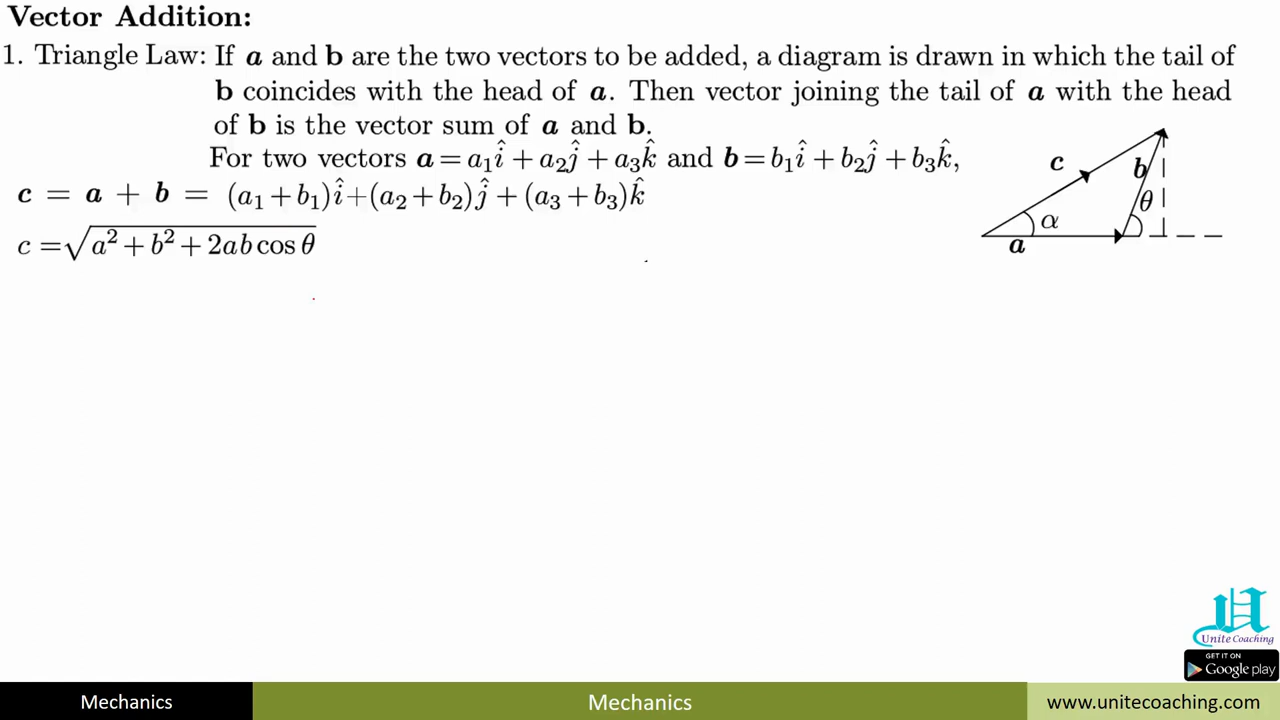 Vector Addition:
1. Triangle Law: If a and b are the two vectors to be added, a diagram is drawn in which the tail of
b coincides with the head of a. Then vector joining the tail of a with the head
of b is the vector sum of a and b.
For two vectors a = a₁î + a₂ĵ + a₃k̂ and b = b₁î + b₂ĵ + b₃k̂,
c = a + b = (a₁ + b₁)î + (a₂ + b₂)ĵ + (a₃ + b₃)k̂
c = √(a² + b² + 2ab cos θ)
c
b
θ
α
a
Unite Coaching
GET IT ON
Google play
Mechanics
Mechanics
www.unitecoaching.com